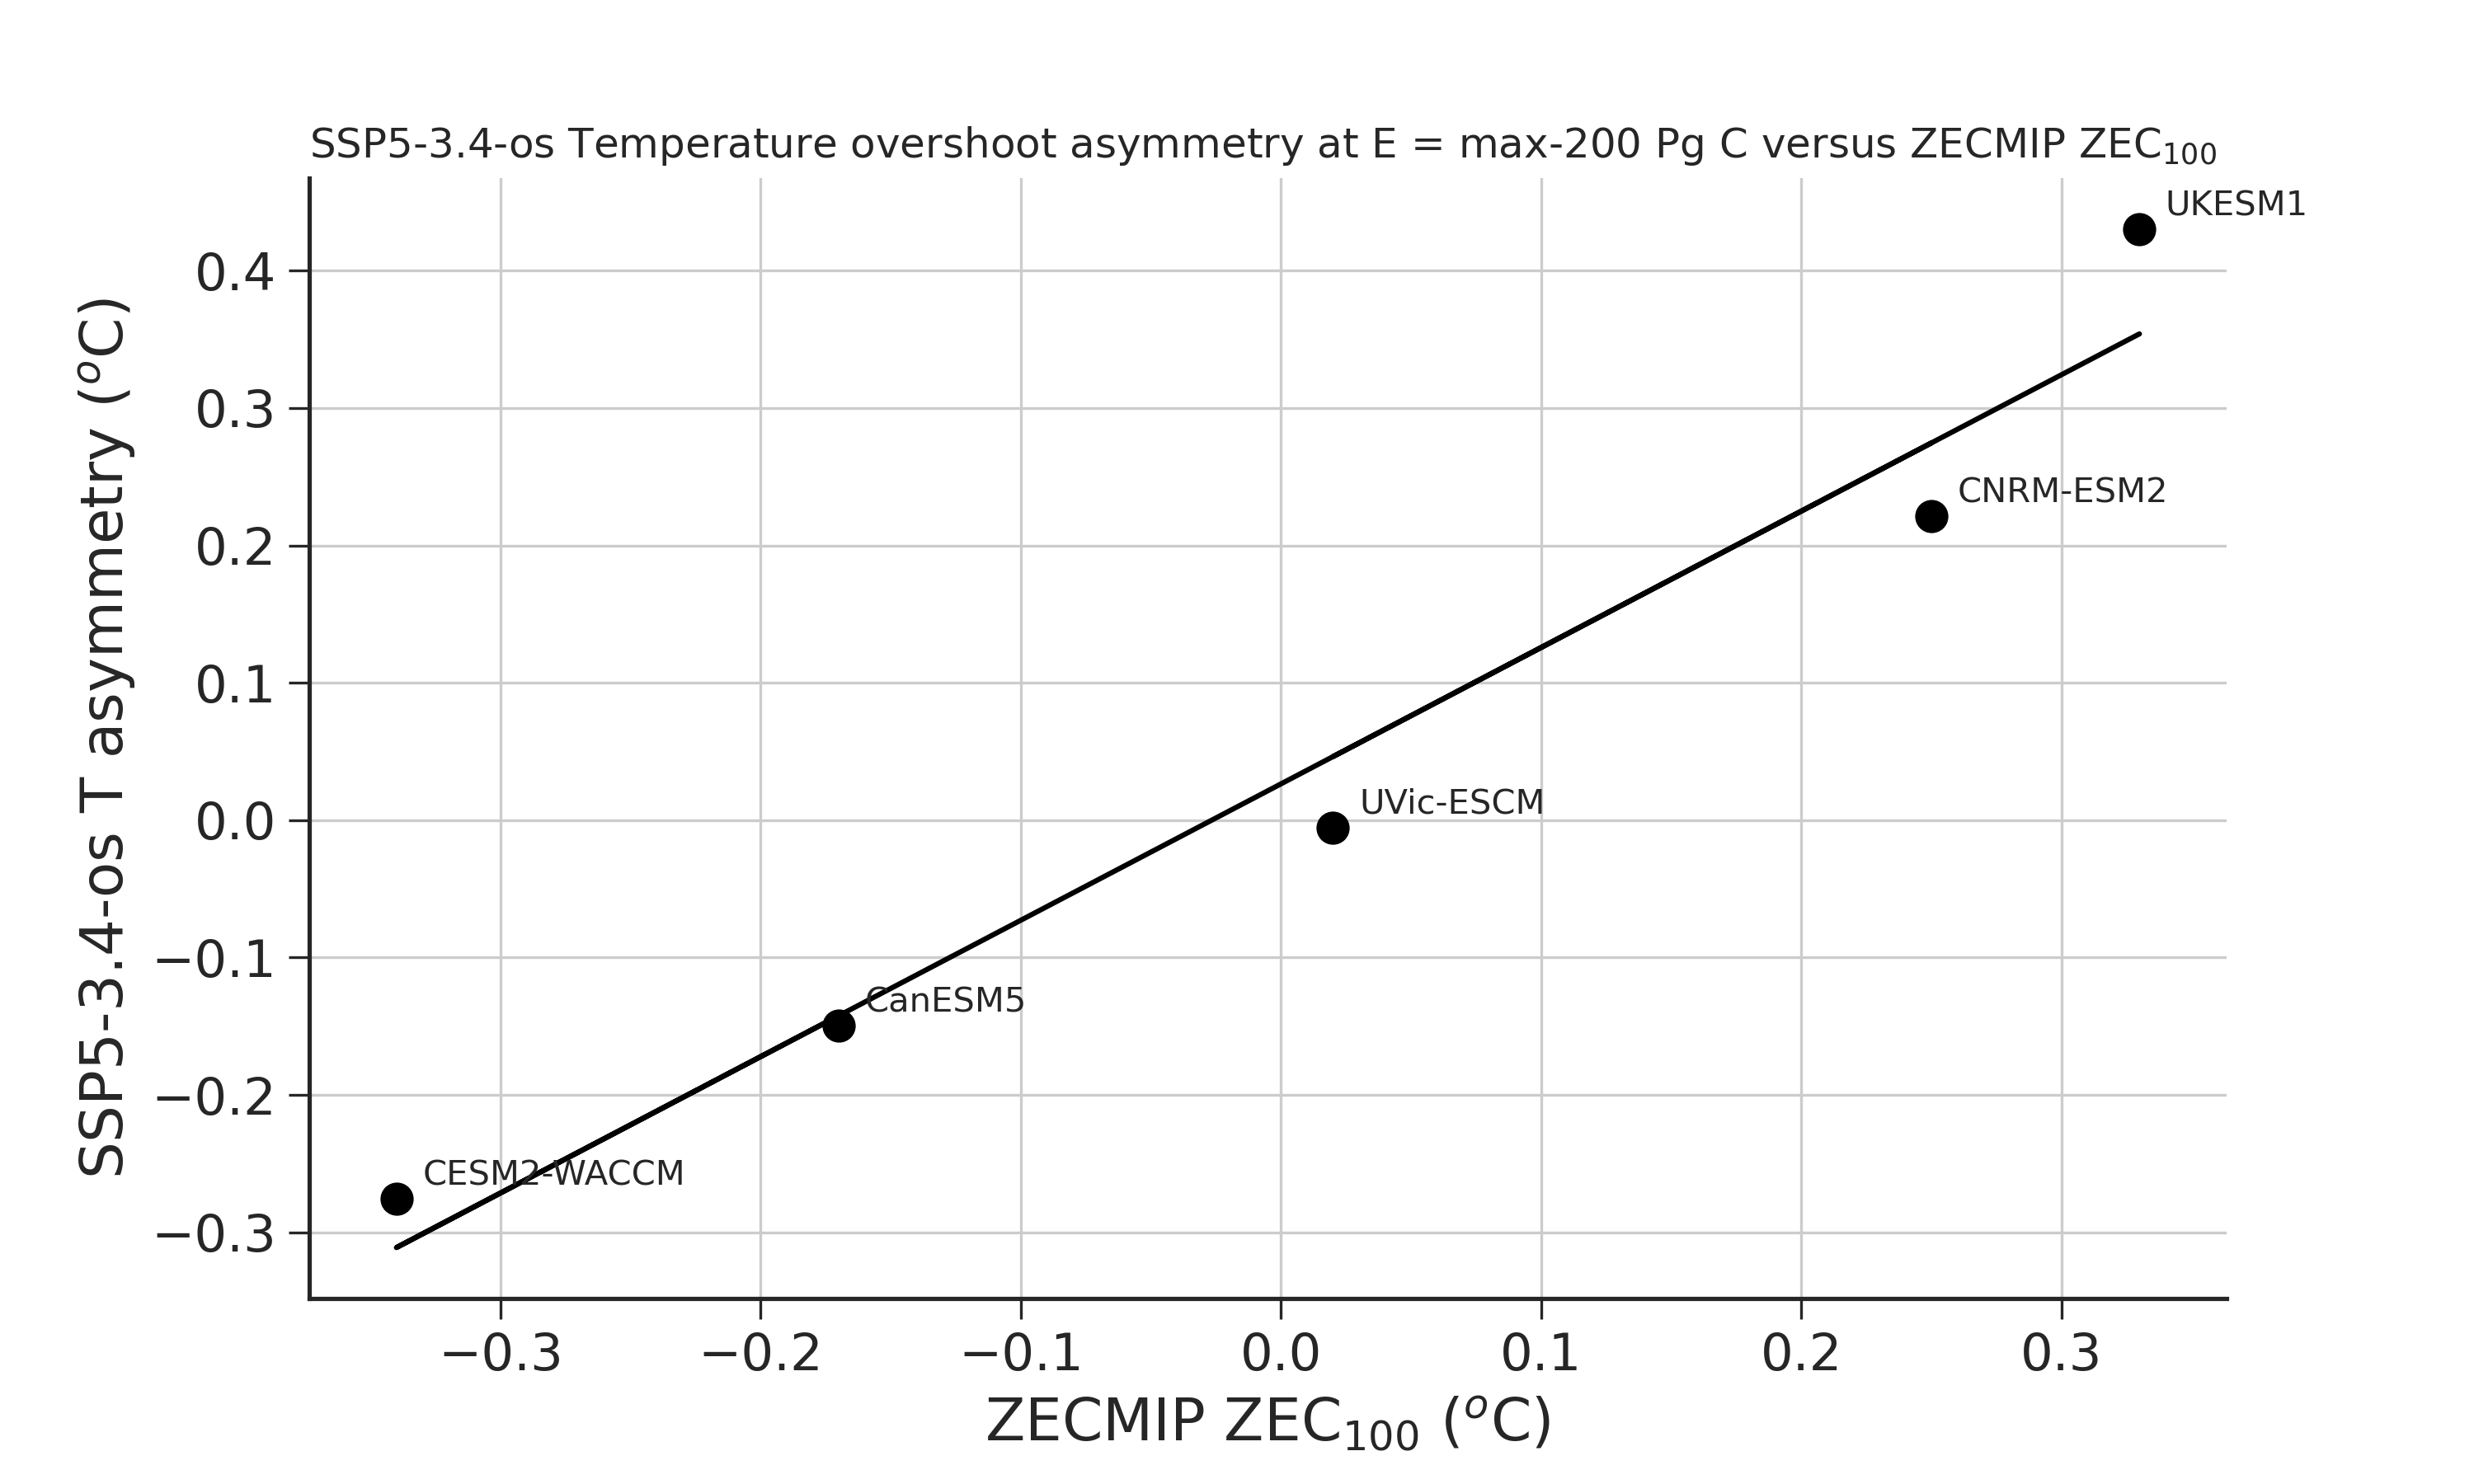 SSP5-3.4-os Temperature overshoot asymmetry at E = max-200 Pg C versus ZECMIP ZEC₁₀₀
UKESM1
0.4
SSP5-3.4-os T asymmetry (°C)
0.3
CNRM-ESM2
0.2
0.1
UVic-ESCM
0.0
−0.1
CanESM5
−0.2
CESM2-WACCM
−0.3
−0.3 −0.2 −0.1 0.0 0.1 0.2 0.3
ZECMIP ZEC₁₀₀ (°C)